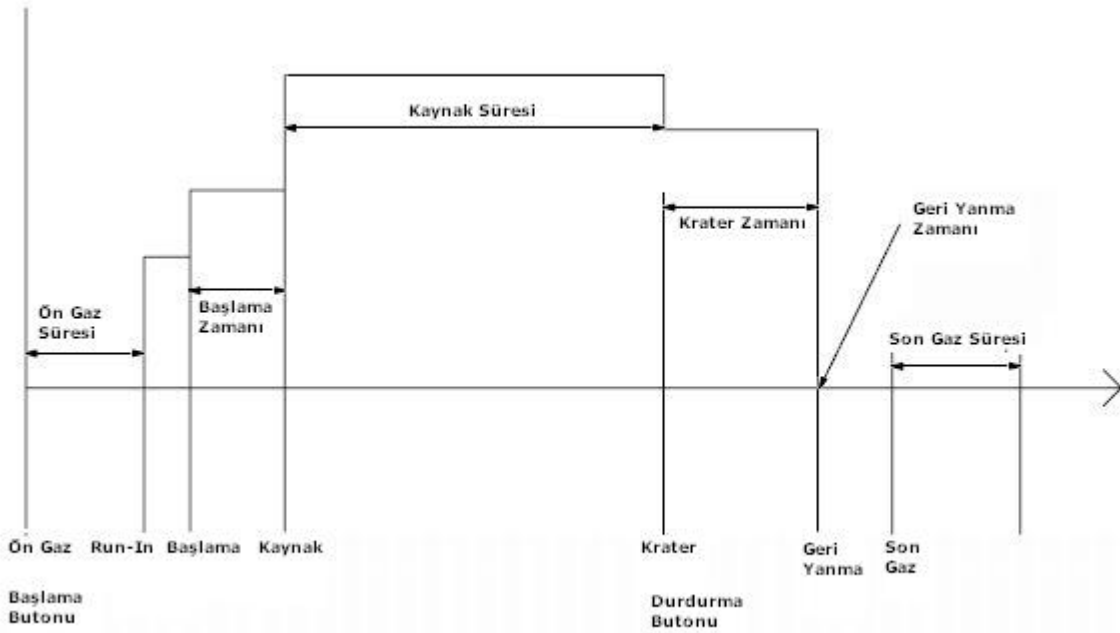 Kaynak Süresi
Geri Yanma
Zamanı
Krater Zamanı
Ön Gaz
Süresi
Başlama
Zamanı
Son Gaz Süresi
Ön Gaz
Run-In
Başlama
Kaynak
Krater
Geri
Yanma
Son
Gaz
Başlama
Butonu
Durdurma
Butonu